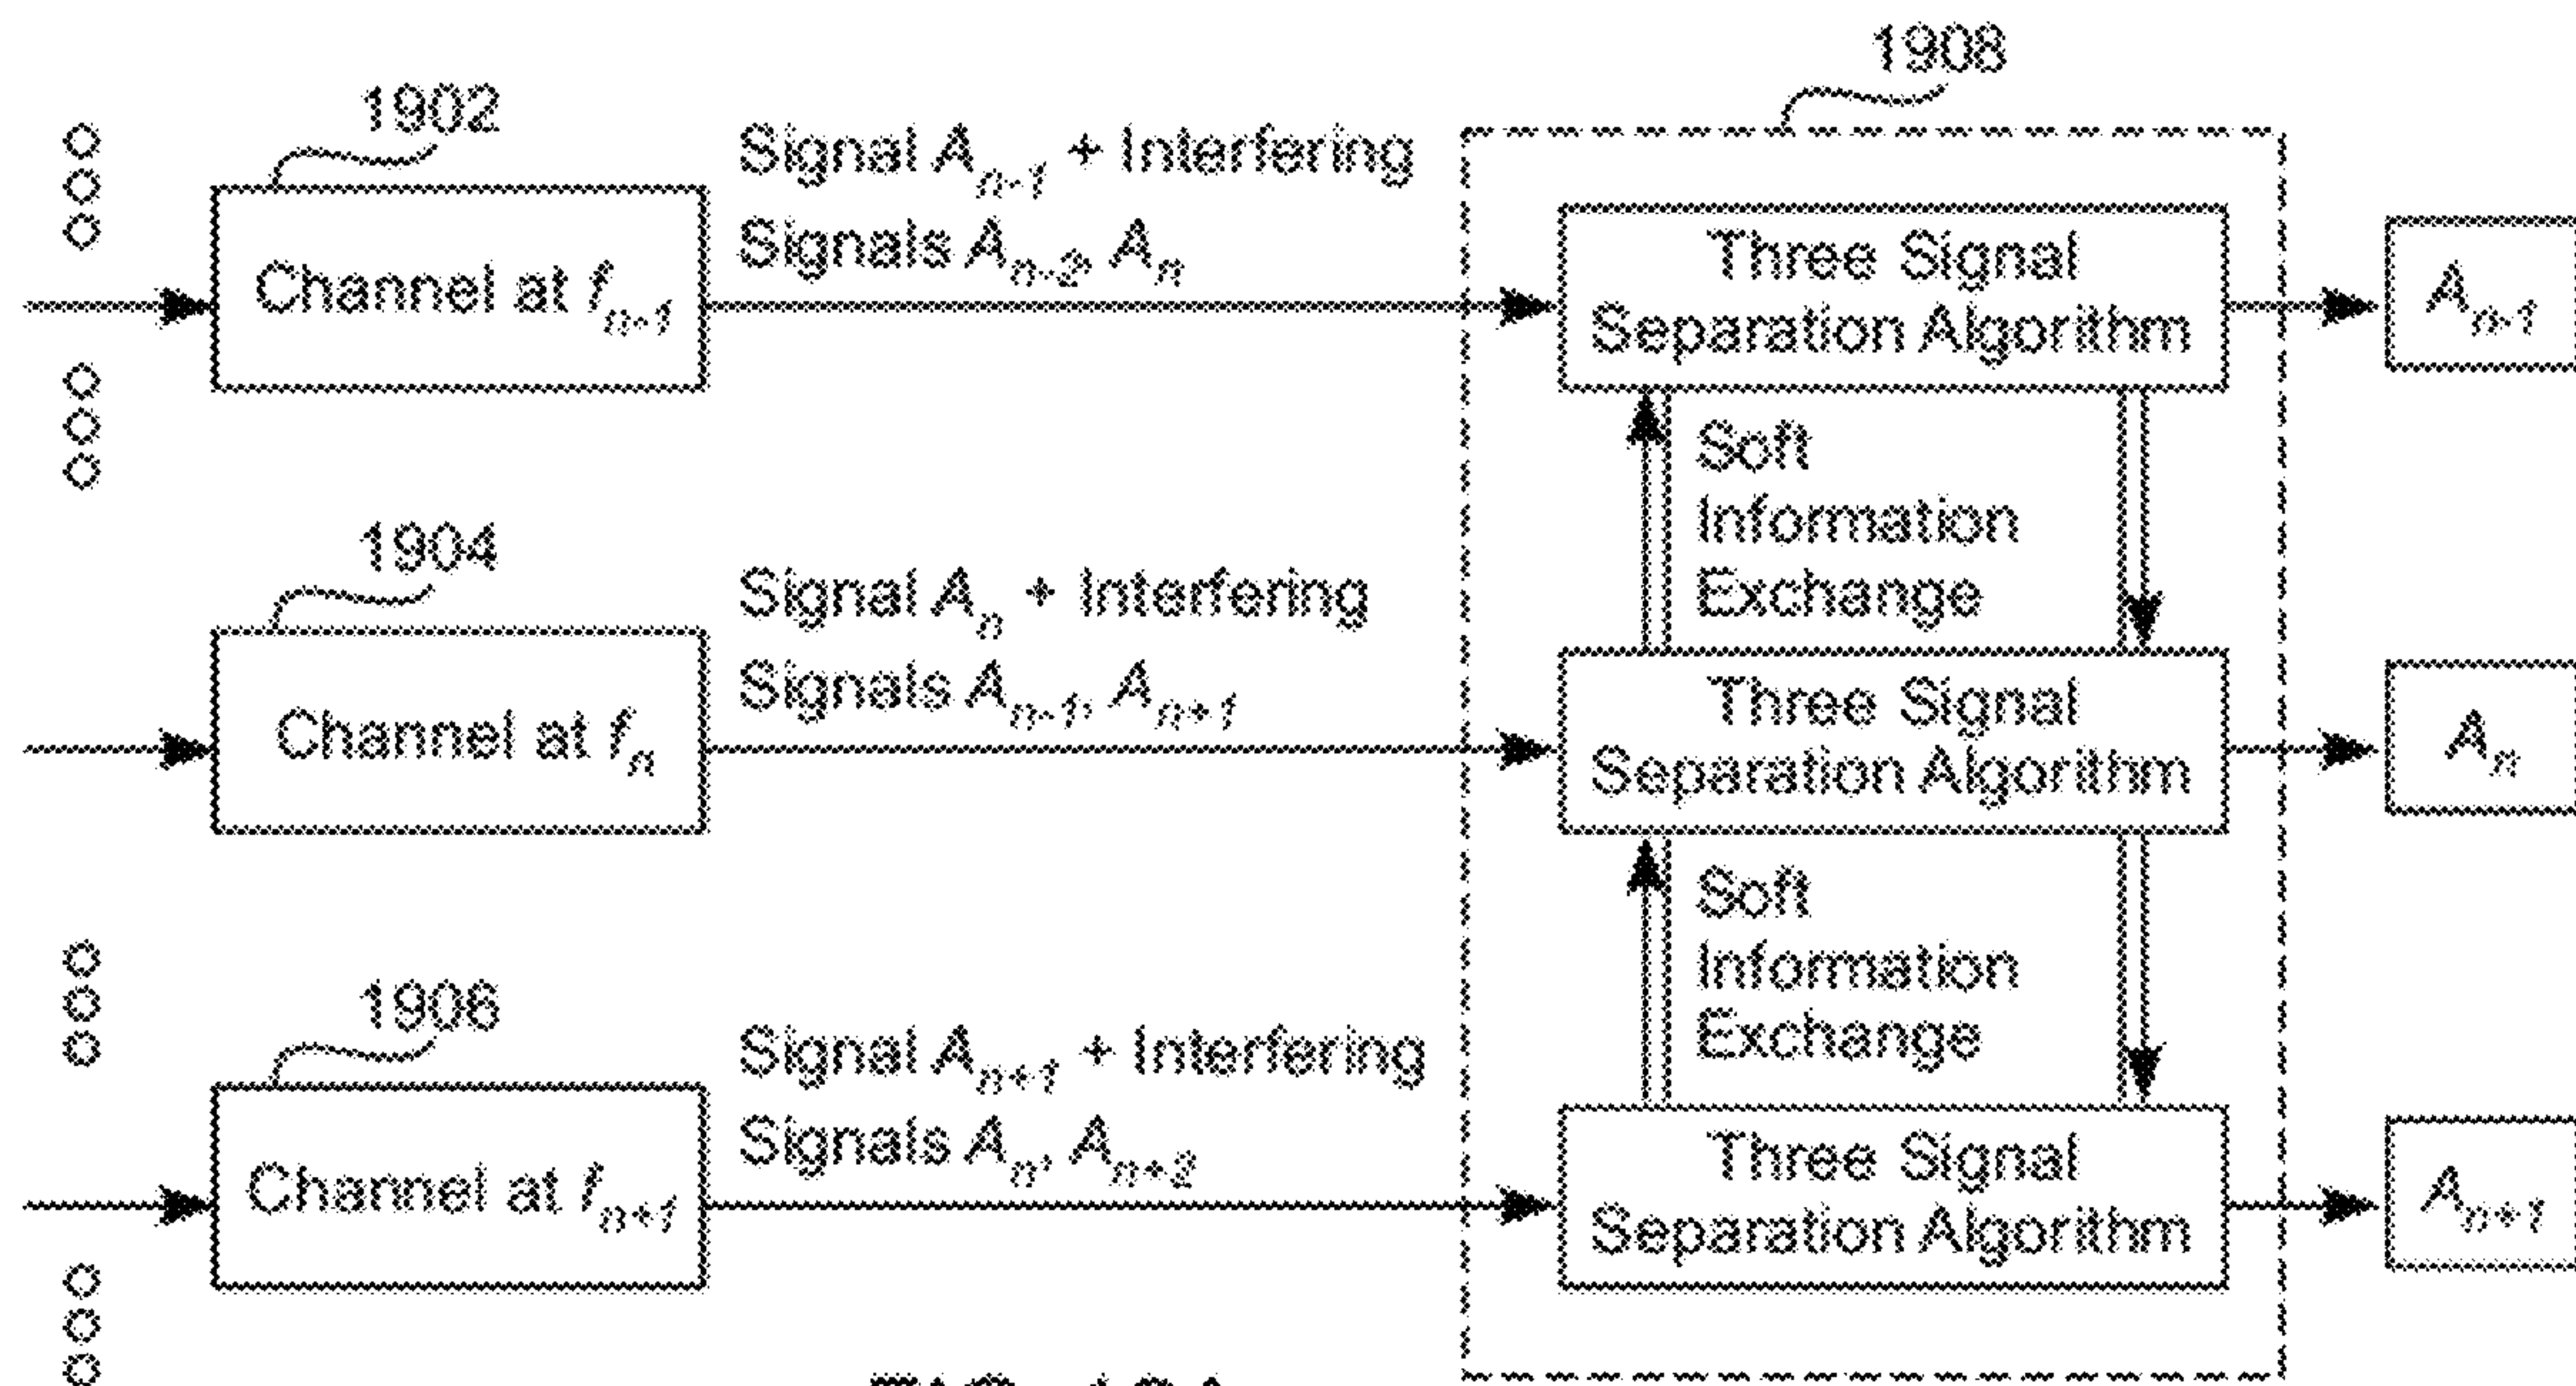 1908
1902
Signal Aₙ₋₁ + Interfering
Signals Aₙ₋₂, Aₙ
Channel at fₙ₋₁
Three Signal
Separation Algorithm
Aₙ₋₁
Soft
Information
Exchange
1904
Signal Aₙ + Interfering
Signals Aₙ₋₁, Aₙ₊₁
Channel at fₙ
Three Signal
Separation Algorithm
Aₙ
Soft
Information
Exchange
1906
Signal Aₙ₊₁ + Interfering
Signals Aₙ, Aₙ₊₂
Channel at fₙ₊₁
Three Signal
Separation Algorithm
Aₙ₊₁